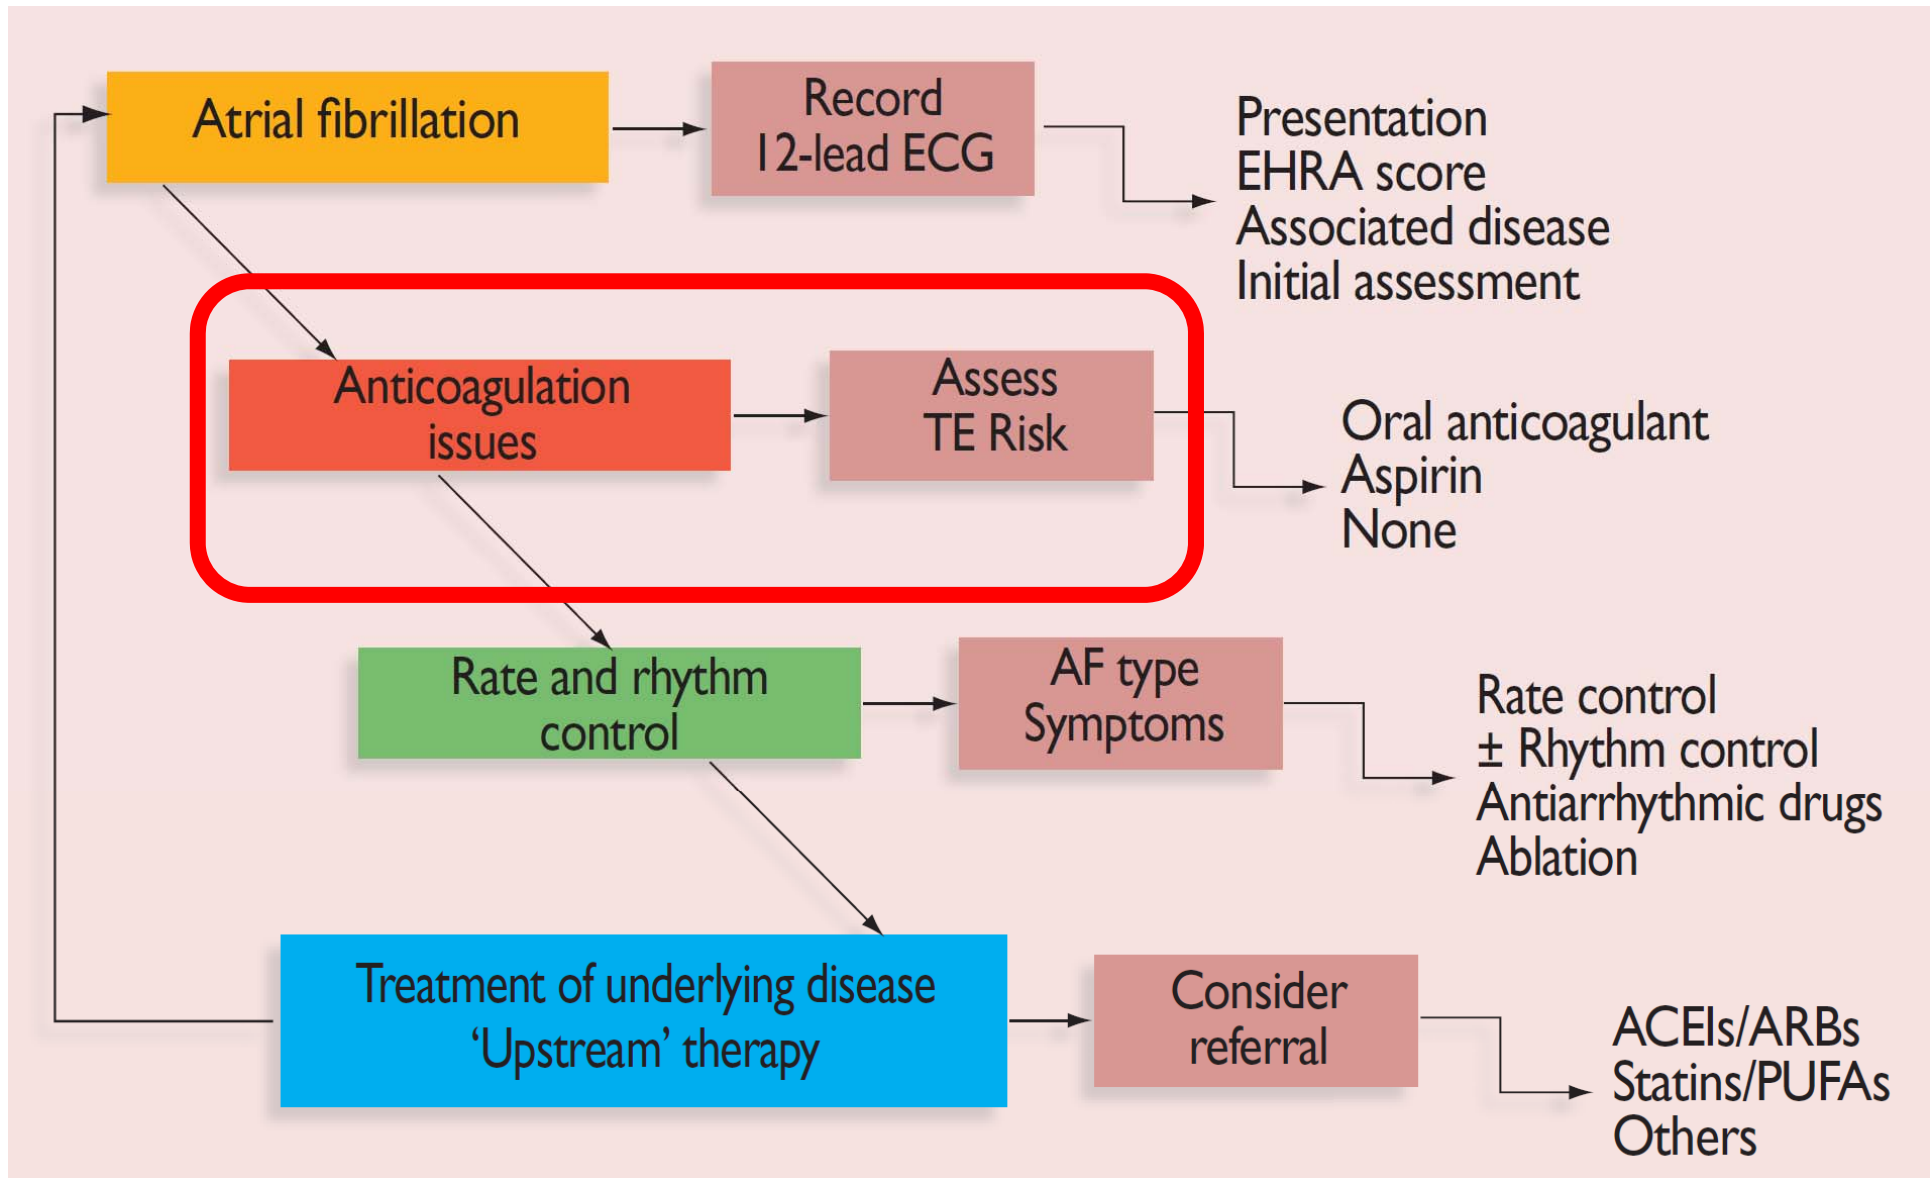 Atrial fibrillation
Record
12-lead ECG
Presentation
EHRA score
Associated disease
Initial assessment
Anticoagulation
issues
Assess
TE Risk
Oral anticoagulant
Aspirin
None
Rate and rhythm
control
AF type
Symptoms
Rate control
± Rhythm control
Antiarrhythmic drugs
Ablation
Treatment of underlying disease
‘Upstream’ therapy
Consider
referral
ACEIs/ARBs
Statins/PUFAs
Others